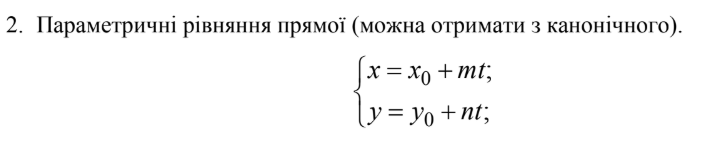 2. Параметричні рівняння прямої (можна отримати з канонічного).
x = x₀ + mt;
y = y₀ + nt;